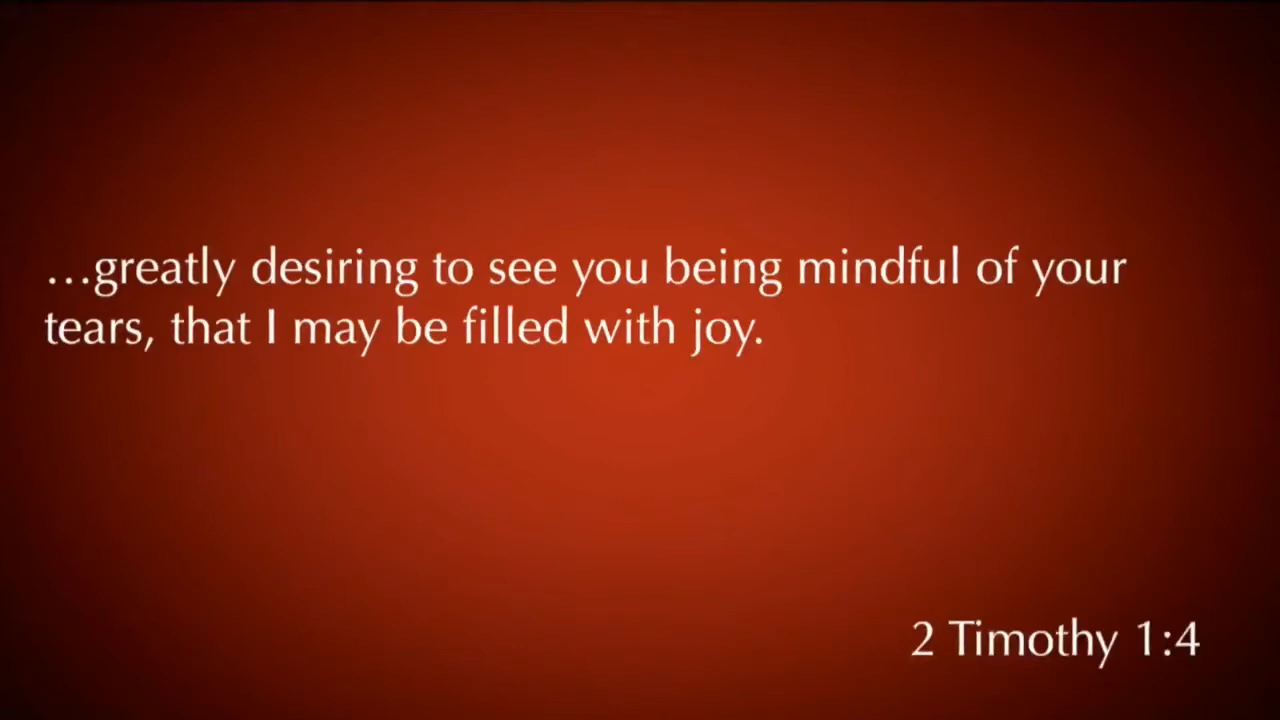 …greatly desiring to see you being mindful of your
tears, that I may be filled with joy.
2 Timothy 1:4